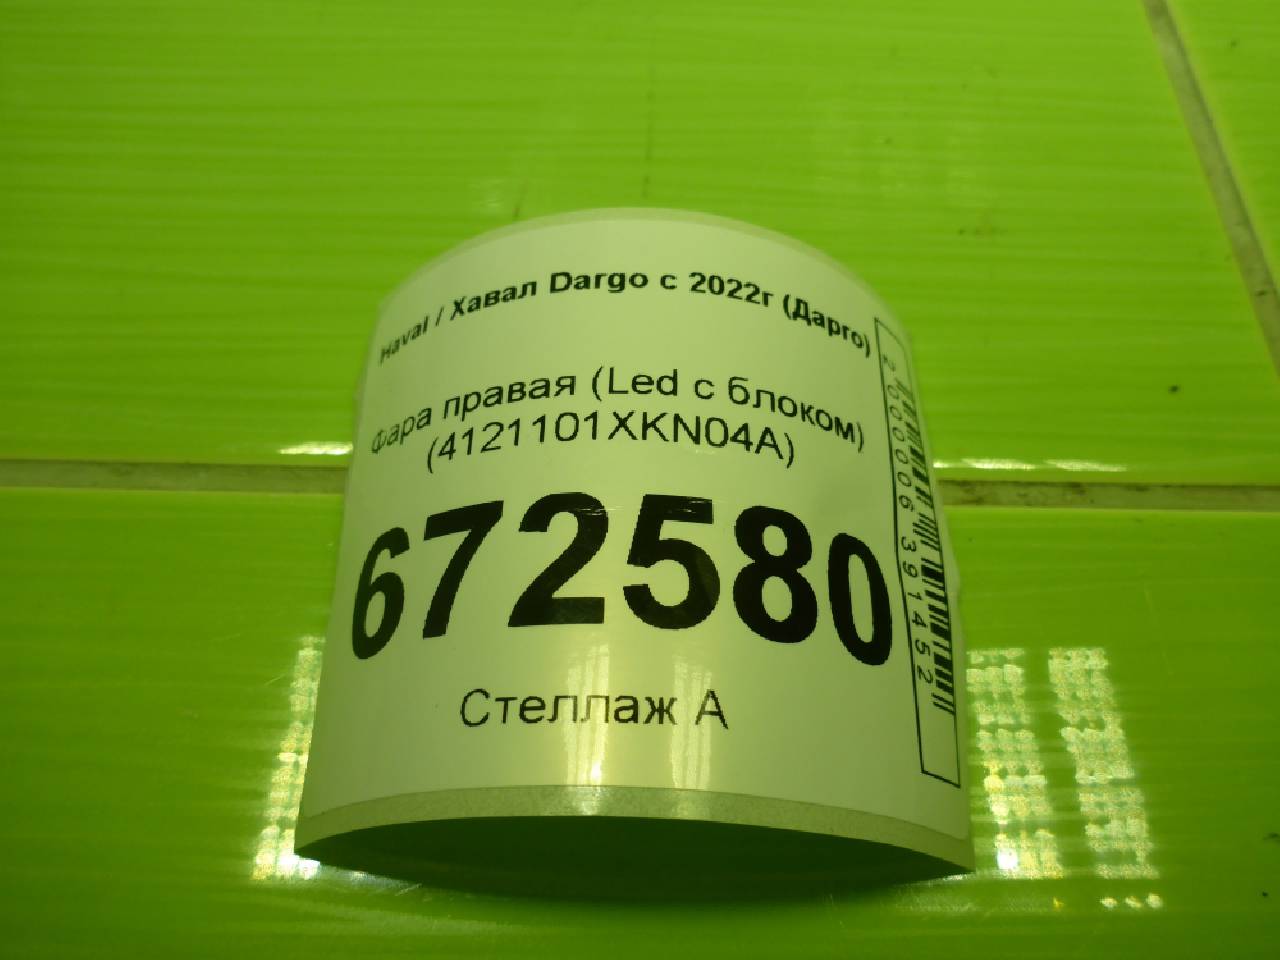 Haval / Хавал Dargo с 2022г (Дарго)
Фара правая (Led с блоком)
(4121101XKN04A)
672580
Стеллаж А
2000006391452